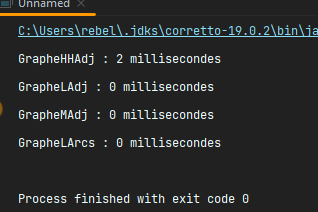 Unnamed
C:\Users\rebel\.jdks\corretto-19.0.2\bin\ja
GrapheHHAdj : 2 millisecondes
GrapheLAdj : 0 millisecondes
GrapheMAdj : 0 millisecondes
GrapheLArcs : 0 millisecondes
Process finished with exit code 0